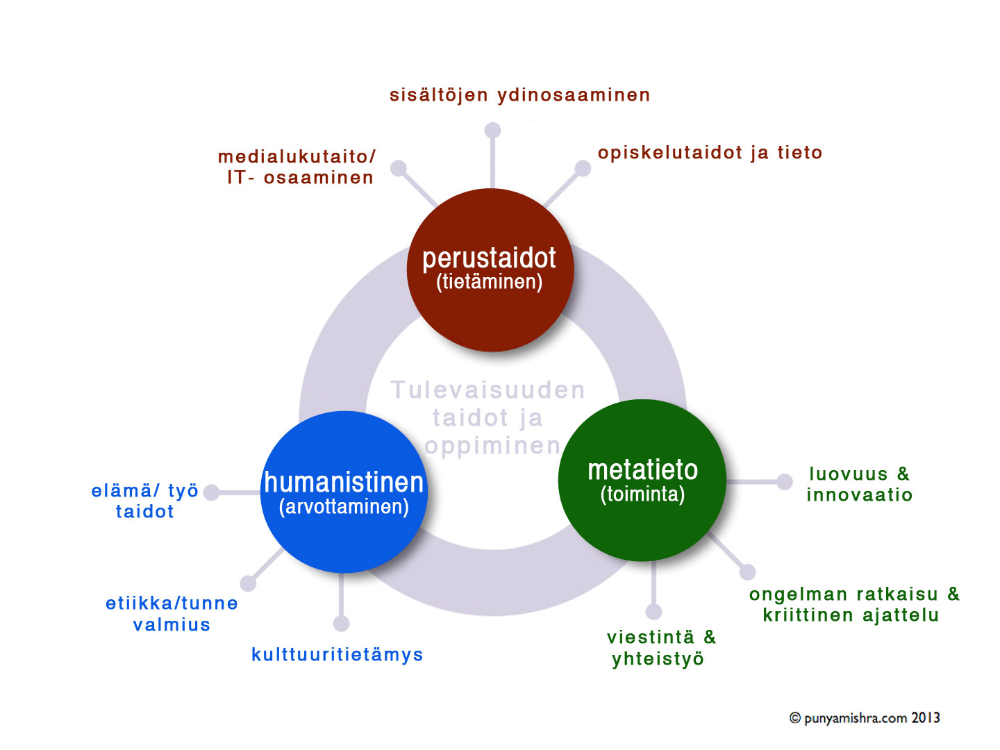 sisältöjen ydinosaaminen
medialukutaito/
IT- osaaminen
opiskelutaidot ja tieto
perustaidot
(tietäminen)
Tulevaisuuden
taidot ja
oppiminen
humanistinen
(arvottaminen)
metatieto
(toiminta)
elämä/ työ
taidot
etiikka/tunne
valmius
kulttuuritietämys
luovuus &
innovaatio
ongelman ratkaisu &
kriittinen ajattelu
viestintä &
yhteistyö
© punyamishra.com 2013